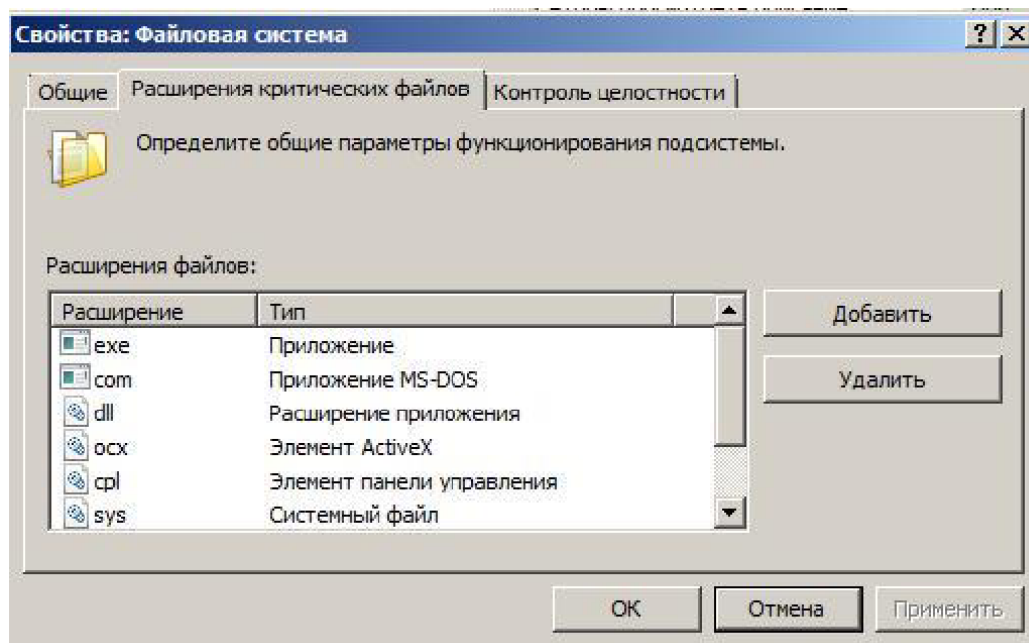 Свойства: Файловая система
Общие Расширения критических файлов Контроль целостности
Определите общие параметры функционирования подсистемы.
Расширения файлов:
Расширение Тип
exe Приложение
com Приложение MS-DOS
dll Расширение приложения
ocx Элемент ActiveX
cpl Элемент панели управления
sys Системный файл
Добавить
Удалить
ОК Отмена Применить